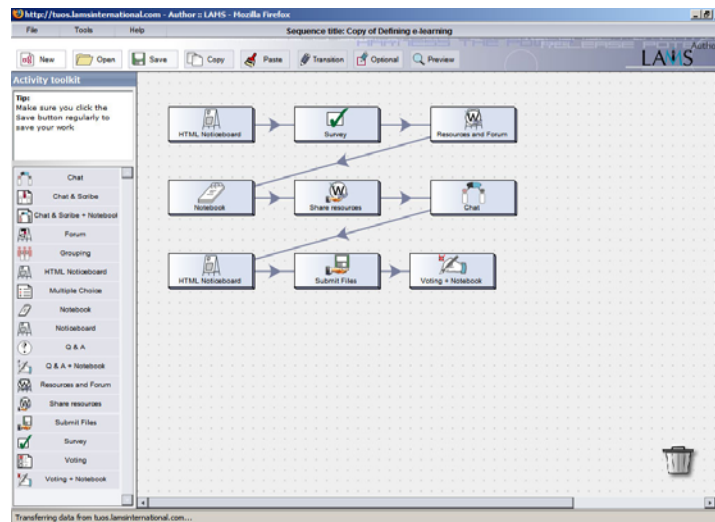 http://tuos.lamsinternational.com - Author :: LAMS - Mozilla Firefox
File Tools Help Sequence title: Copy of Defining e-learning
New Open Save Copy Paste Transition Optional Preview LAMS
Activity toolkit
Tip:
Make sure you click the
Save button regularly to
save your work
Chat
Chat & Scribe
Chat & Scribe + Notebool
Forum
Grouping
HTML Noticeboard
Multiple Choice
Notebook
Noticeboard
Q & A
Q & A + Notebook
Resources and Forum
Share resources
Submit Files
Survey
Voting
Voting + Notebook
HTML Noticeboard Survey Resources and Forum
Notebook Share resources Chat
HTML Noticeboard Submit Files Voting + Notebook
Transferring data from tuos.lamsinternational.com...